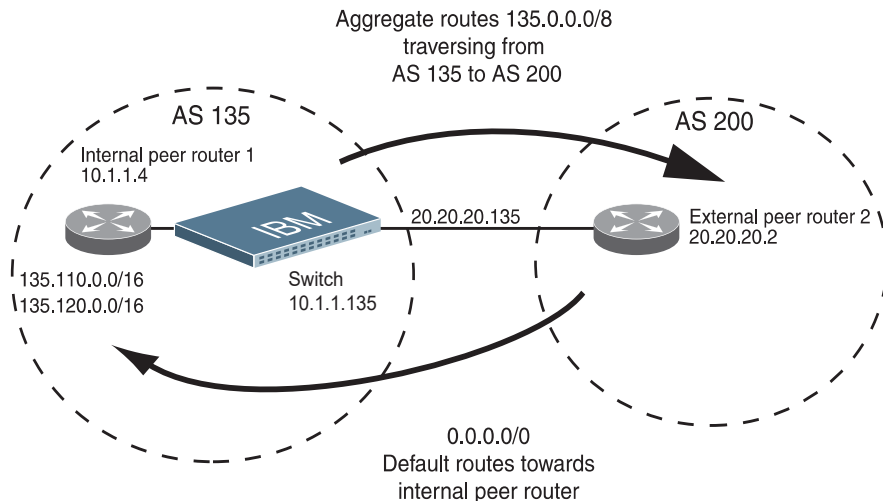 Aggregate routes 135.0.0.0/8
traversing from
AS 135 to AS 200
AS 135
AS 200
Internal peer router 1
10.1.1.4
IBM
20.20.20.135
External peer router 2
20.20.20.2
135.110.0.0/16
135.120.0.0/16
Switch
10.1.1.135
0.0.0.0/0
Default routes towards
internal peer router